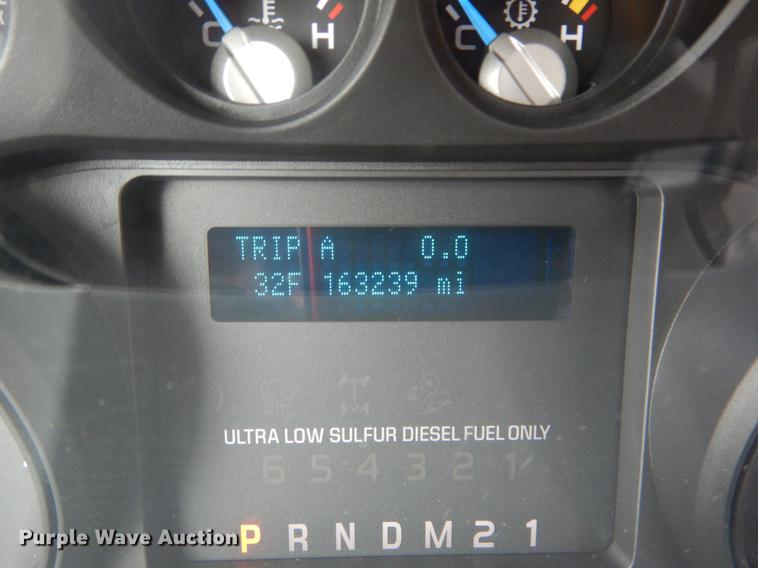 C H C H
TRIP A 0.0
32F 163239 mi
ULTRA LOW SULFUR DIESEL FUEL ONLY
6 5 4 3 2 1
P R N D M 2 1
Purple Wave Auction